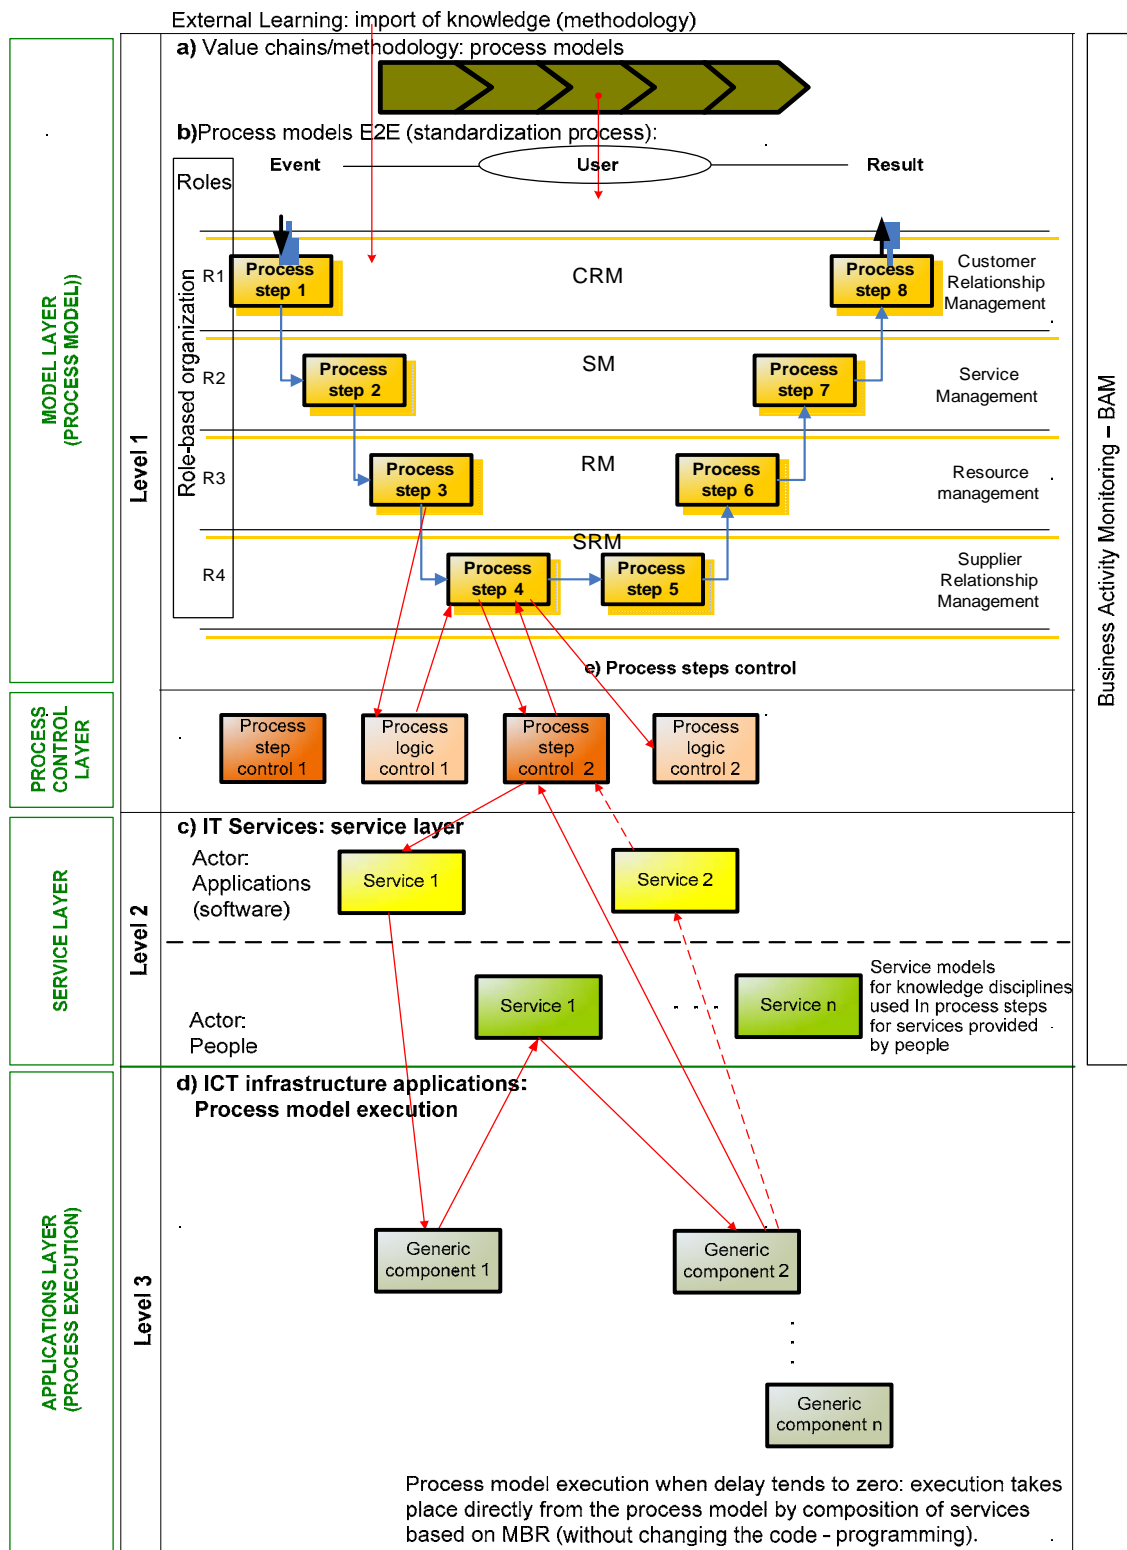 External Learning: import of knowledge (methodology)
a) Value chains/methodology: process models
b)Process models E2E (standardization process):
Event
User
Result
Roles
Role-based organization
R1
Process
step 1
CRM
Process
step 8
Customer
Relationship
Management
R2
Process
step 2
SM
Process
step 7
Service
Management
R3
Process
step 3
RM
Process
step 6
Resource
management
R4
SRM
Process
step 4
Process
step 5
Supplier
Relationship
Management
e) Process steps control
MODEL LAYER
(PROCESS MODEL))
Level 1
Business Activity Monitoring – BAM
PROCESS
CONTROL
LAYER
Process
step
control 1
Process
logic
control 1
Process
step
control 2
Process
logic
control 2
c) IT Services: service layer
Actor:
Applications
(software)
Service 1
Service 2
SERVICE LAYER
Level 2
Actor:
People
Service 1
. . . .
Service n
Service models
for knowledge disciplines
used In process steps
for services provided
by people
d) ICT infrastructure applications:
Process model execution
APPLICATIONS LAYER
(PROCESS EXECUTION)
Level 3
Generic
component 1
Generic
component 2
Generic
component n
Process model execution when delay tends to zero: execution takes
place directly from the process model by composition of services
based on MBR (without changing the code - programming).